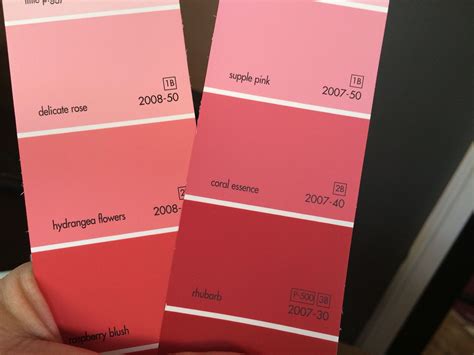 1B
delicate rose 2008-50
hydrangea flowers 2008-
raspberry blush
1B
supple pink 2007-50
2B
coral essence 2007-40
3B
rhubarb 2007-30